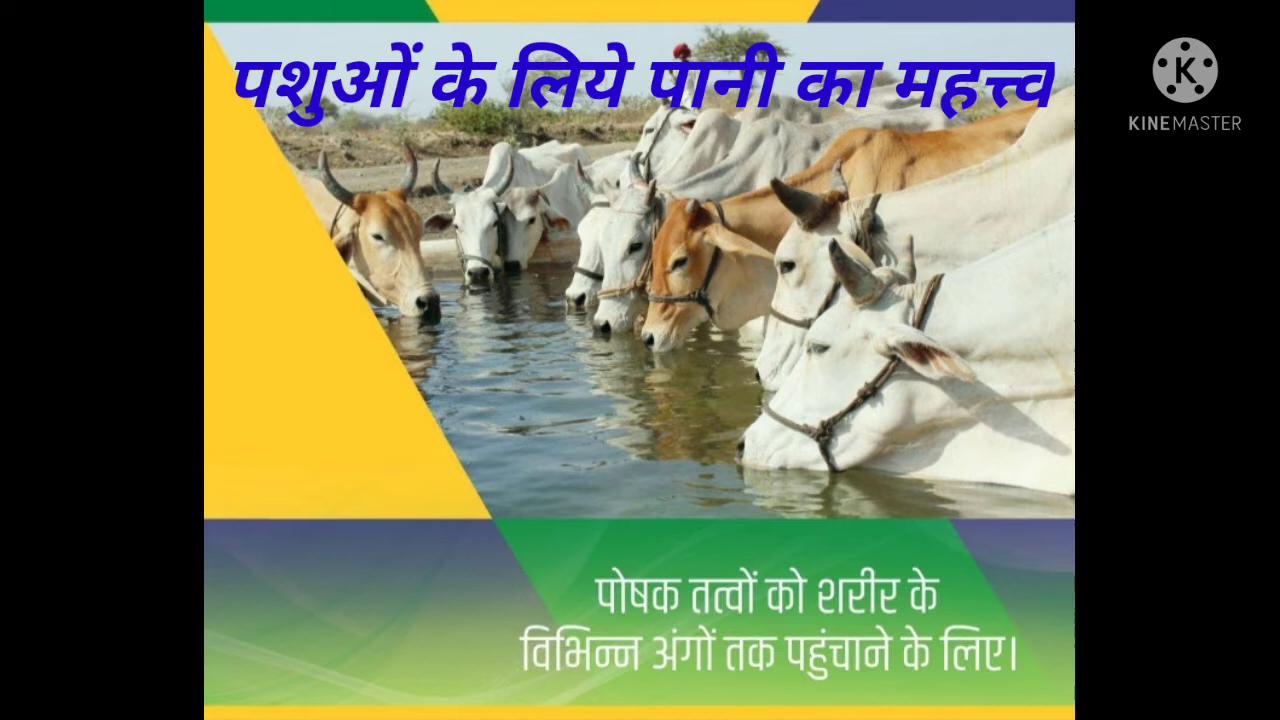 पशुओं के लिये पानी का महत्त्व
KINEMASTER
पोषक तत्वों को शरीर के
विभिन्न अंगों तक पहुंचाने के लिए।